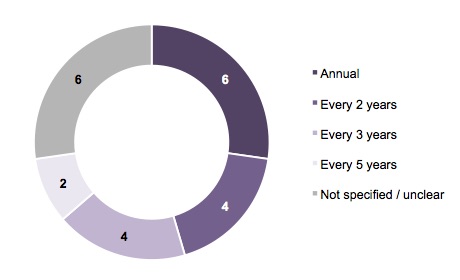 6
6
4
4
2
Annual
Every 2 years
Every 3 years
Every 5 years
Not specified / unclear